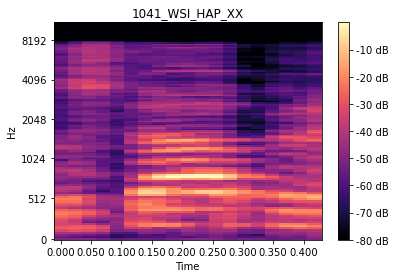 1041_WSI_HAP_XX
8192
4096
2048
1024
512
0
Hz
0.000 0.050 0.100 0.150 0.200 0.250 0.300 0.350 0.400
Time
-10 dB
-20 dB
-30 dB
-40 dB
-50 dB
-60 dB
-70 dB
-80 dB